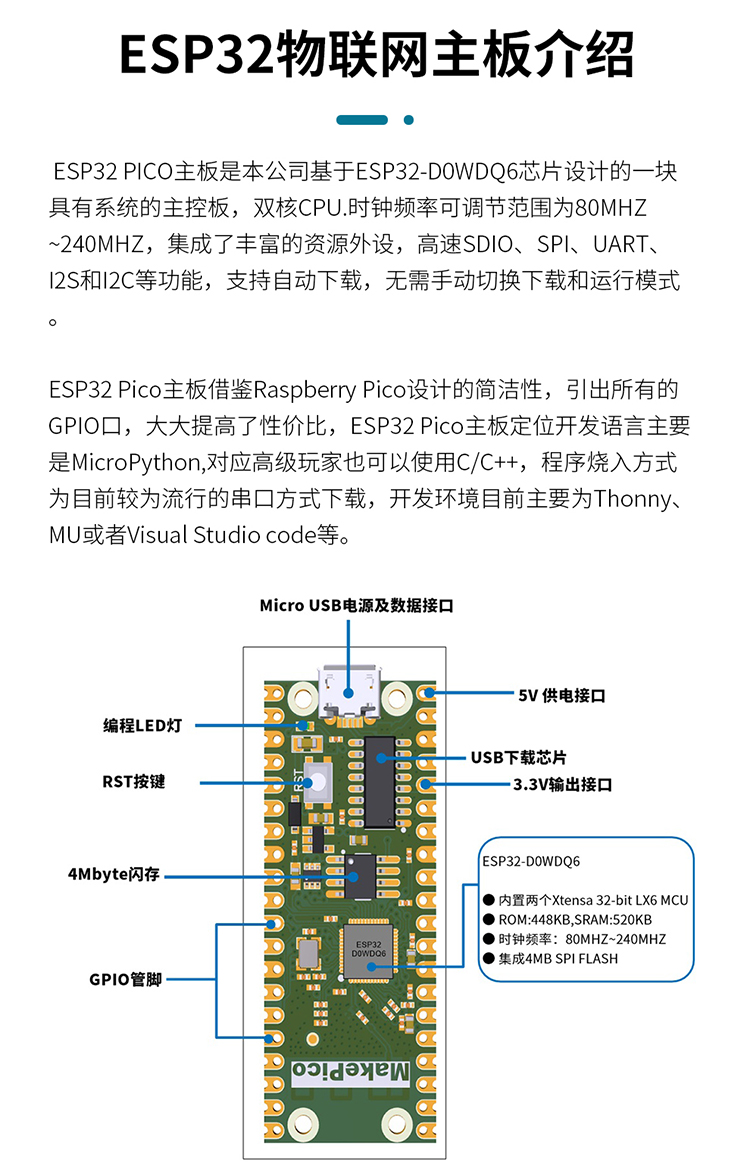 ESP32物联网主板介绍
ESP32 PICO主板是本公司基于ESP32-D0WDQ6芯片设计的一块
具有系统的主控板，双核CPU.时钟频率可调节范围为80MHZ
~240MHZ，集成了丰富的资源外设，高速SDIO、SPI、UART、
I2S和I2C等功能，支持自动下载，无需手动切换下载和运行模式
。
ESP32 Pico主板借鉴Raspberry Pico设计的简洁性，引出所有的
GPIO口，大大提高了性价比，ESP32 Pico主板定位开发语言主要
是MicroPython,对应高级玩家也可以使用C/C++，程序烧入方式
为目前较为流行的串口方式下载，开发环境目前主要为Thonny、
MU或者Visual Studio code等。
Micro USB电源及数据接口
5V 供电接口
编程LED灯
USB下载芯片
RST按键
RST
3.3V输出接口
4Mbyte闪存
ESP32-D0WDQ6
● 内置两个Xtensa 32-bit LX6 MCU
● ROM:448KB,SRAM:520KB
● 时钟频率：80MHZ~240MHZ
● 集成4MB SPI FLASH
ESP32
D0WDQ6
GPIO管脚
MakePico